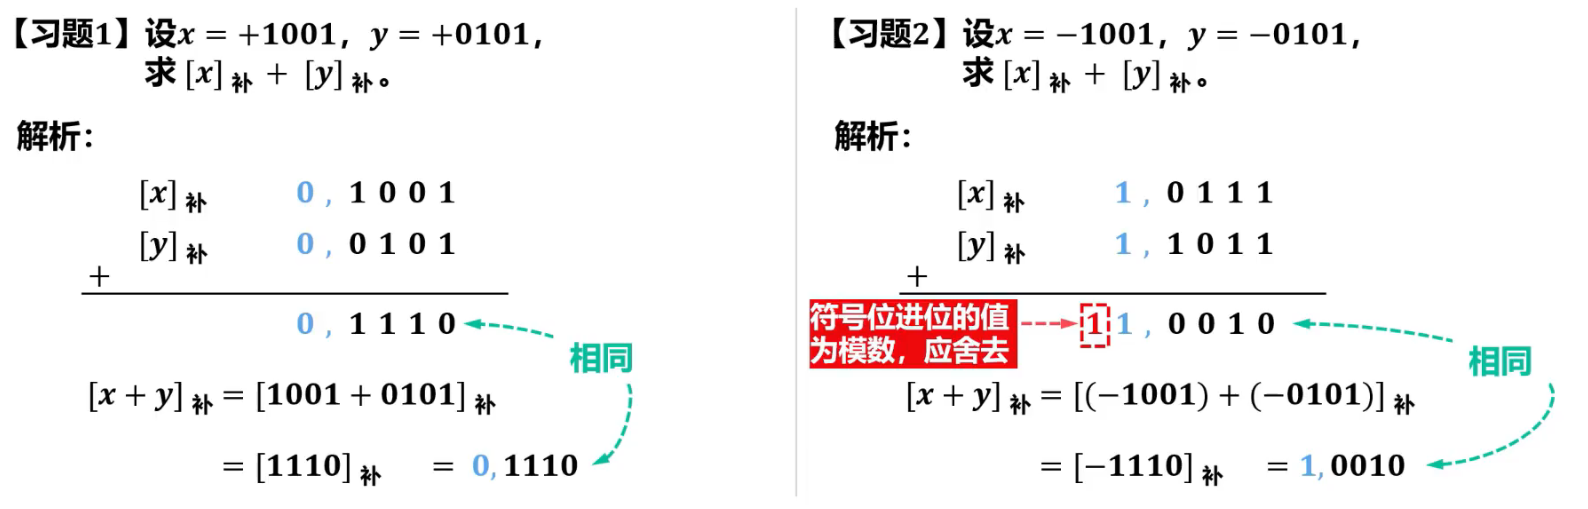 【习题1】设x = +1001，y = +0101，
求 [x]补 + [y]补。
解析：
[x]补 0, 1 0 0 1
[y]补 0, 0 1 0 1
+
0, 1 1 1 0
相同
[x + y]补 = [1001 + 0101]补
= [1110]补 = 0, 1110
【习题2】设x = −1001，y = −0101，
求 [x]补 + [y]补。
解析：
[x]补 1, 0 1 1 1
[y]补 1, 1 0 1 1
+
符号位进位的值
为模数，应舍去
1 1, 0 0 1 0
相同
[x + y]补 = [(−1001) + (−0101)]补
= [−1110]补 = 1, 0010